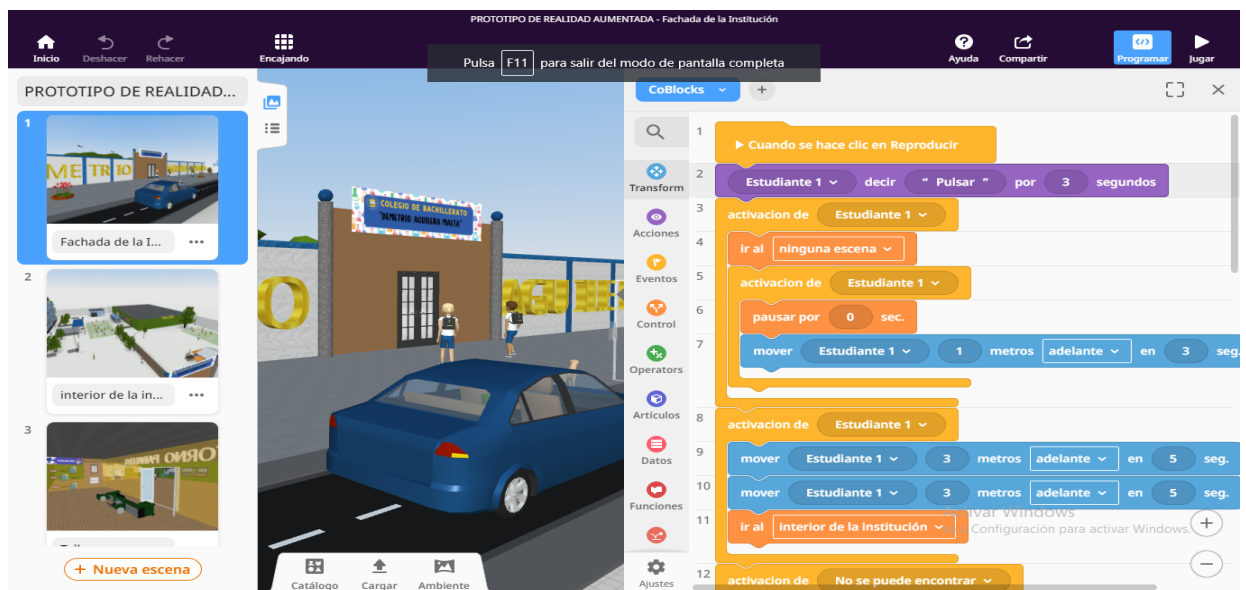 PROTOTIPO DE REALIDAD AUMENTADA - Fachada de la Institución
Inicio
Deshacer
Rehacer
Encajando
Pulsa F11 para salir del modo de pantalla completa
Ayuda
Compartir
Programar
Jugar
PROTOTIPO DE REALIDAD...
1
METRIO
Fachada de la I...
2
interior de la in...
3
+ Nueva escena
COLEGIO DE BACHILLERATO
"DEMETRIO AGUILERA MALTA"
Catálogo
Cargar
Ambiente
CoBlocks
+
Transform
Acciones
Eventos
Control
Operators
Artículos
Datos
Funciones
Ajustes
1 Cuando se hace clic en Reproducir
2 Estudiante 1 decir " Pulsar " por 3 segundos
3 activacion de Estudiante 1
4 ir al ninguna escena
5 activacion de Estudiante 1
6 pausar por 0 sec.
7 mover Estudiante 1 1 metros adelante en 3 seg.
8 activacion de Estudiante 1
9 mover Estudiante 1 3 metros adelante en 5 seg.
10 mover Estudiante 1 3 metros adelante en 5 seg.
11 ir al interior de la institución
12 activacion de No se puede encontrar
ivar Windows
Configuración para activar Windows.